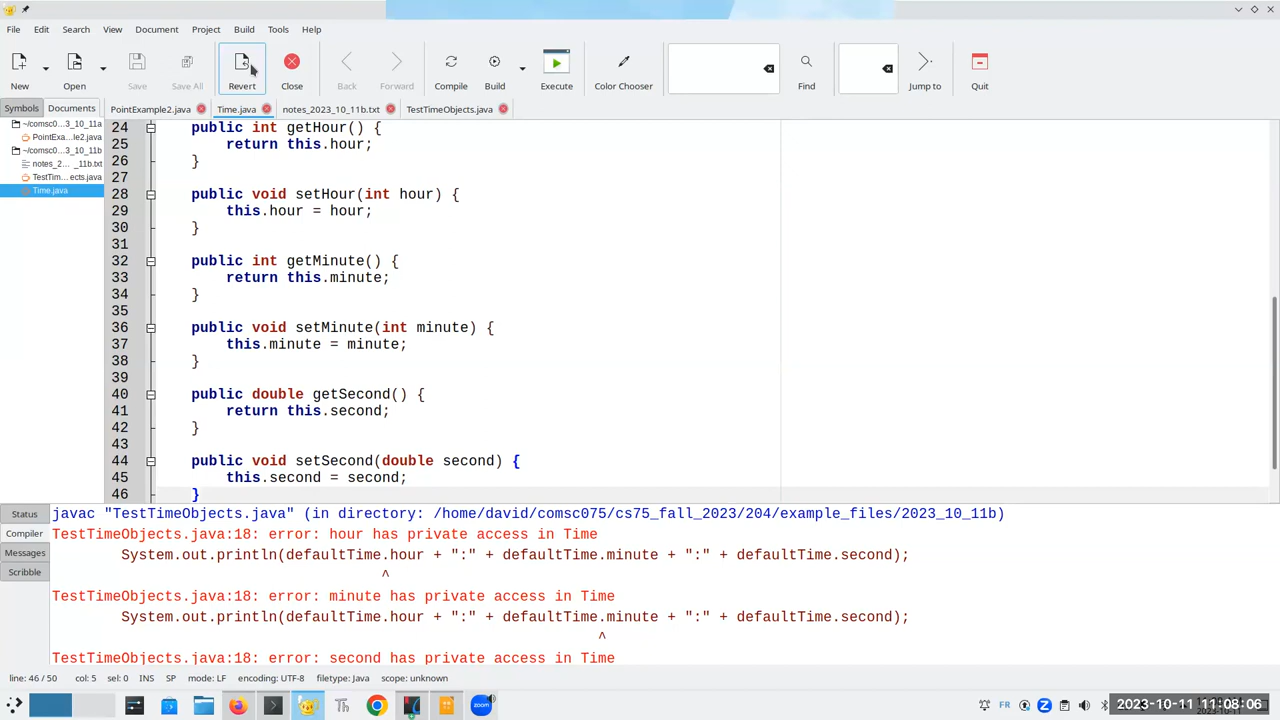 File Edit Search View Document Project Build Tools Help
New Open Save Save All Revert Close Back Forward Compile Build Execute Color Chooser Find Jump to Quit
Symbols Documents PointExample2.java Time.java notes_2023_10_11b.txt TestTimeObjects.java
~/comsc0...3_10_11a
PointExa...le2.java
~/comsc0...3_10_11b
notes_2... _11b.txt
TestTim...ects.java
Time.java
24 public int getHour() {
25 return this.hour;
26 }
27
28 public void setHour(int hour) {
29 this.hour = hour;
30 }
31
32 public int getMinute() {
33 return this.minute;
34 }
35
36 public void setMinute(int minute) {
37 this.minute = minute;
38 }
39
40 public double getSecond() {
41 return this.second;
42 }
43
44 public void setSecond(double second) {
45 this.second = second;
46 }
Status
Compiler
Messages
Scribble
javac "TestTimeObjects.java" (in directory: /home/david/comsc075/cs75_fall_2023/204/example_files/2023_10_11b)
TestTimeObjects.java:18: error: hour has private access in Time
System.out.println(defaultTime.hour + ":" + defaultTime.minute + ":" + defaultTime.second);
^
TestTimeObjects.java:18: error: minute has private access in Time
System.out.println(defaultTime.hour + ":" + defaultTime.minute + ":" + defaultTime.second);
^
TestTimeObjects.java:18: error: second has private access in Time
line: 46 / 50 col: 5 sel: 0 INS SP mode: LF encoding: UTF-8 filetype: Java scope: unknown
Th zoom FR Z 2023-10-11 11:08:06